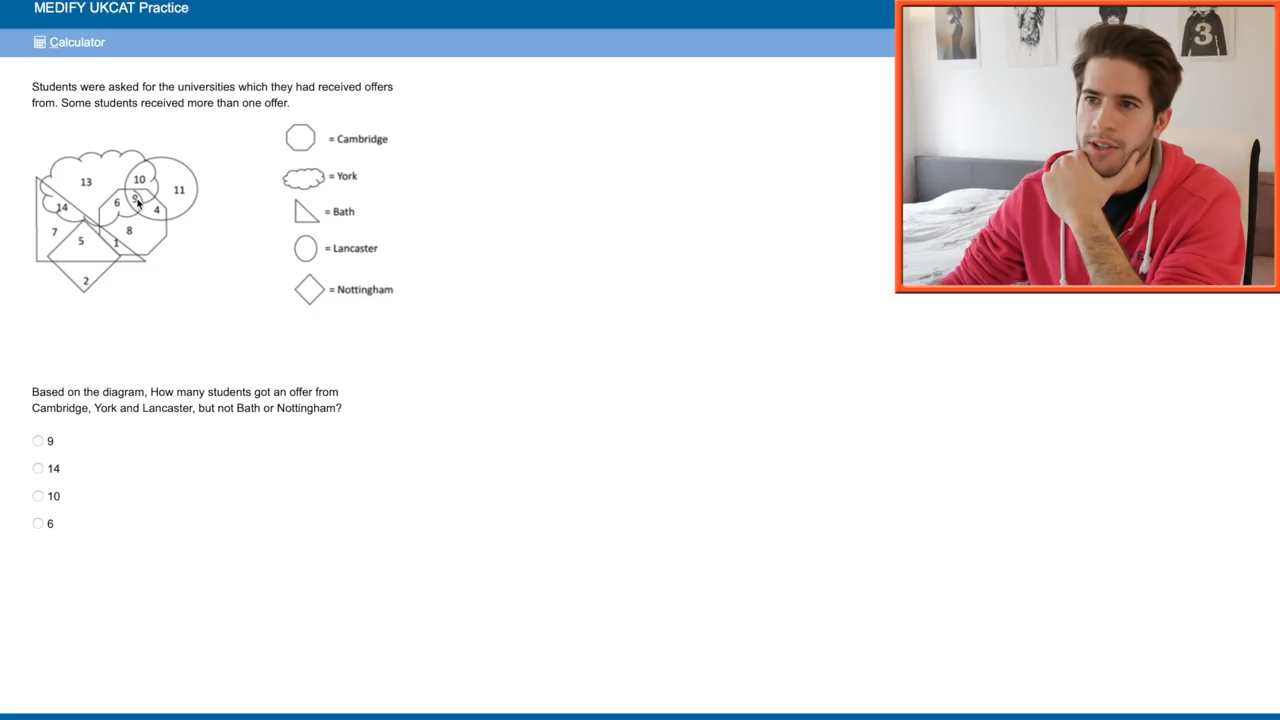 MEDIFY UKCAT Practice
Calculator
Students were asked for the universities which they had received offers
from. Some students received more than one offer.
= Cambridge
= York
= Bath
= Lancaster
= Nottingham
13
10
11
14
6
9
4
7
5
1
8
2
3
Based on the diagram, How many students got an offer from
Cambridge, York and Lancaster, but not Bath or Nottingham?
9
14
10
6